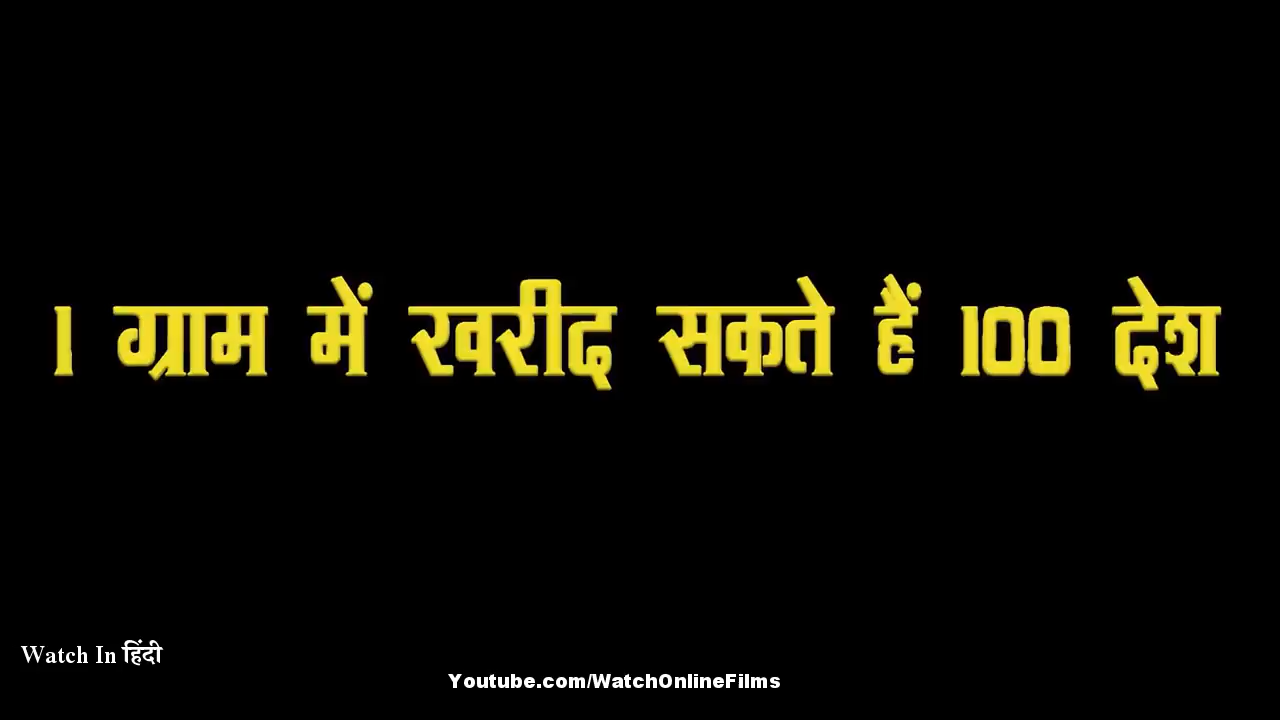 1 ग्राम में खरीद सकते हैं 100 देश
Watch In हिंदी
Youtube.com/WatchOnlineFilms